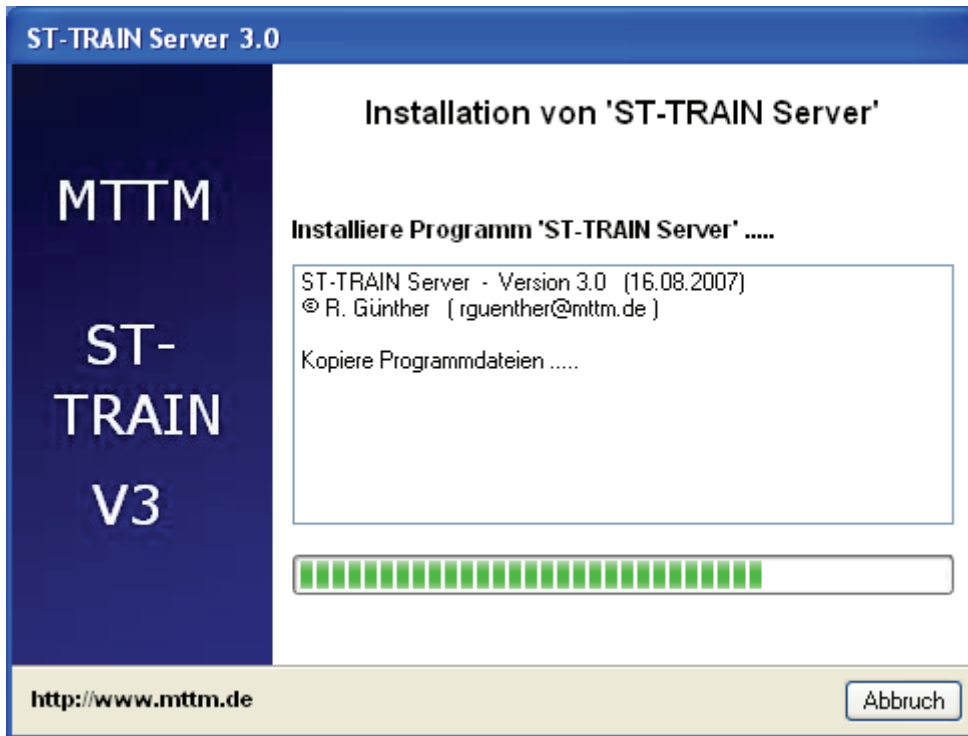 ST-TRAIN Server 3.0
MTTM
ST-
TRAIN
V3
Installation von 'ST-TRAIN Server'
Installiere Programm 'ST-TRAIN Server' .....
ST-TRAIN Server - Version 3.0 (16.08.2007)
© R. Günther ( rguenther@mttm.de )
Kopiere Programmdateien .....
http://www.mttm.de
Abbruch